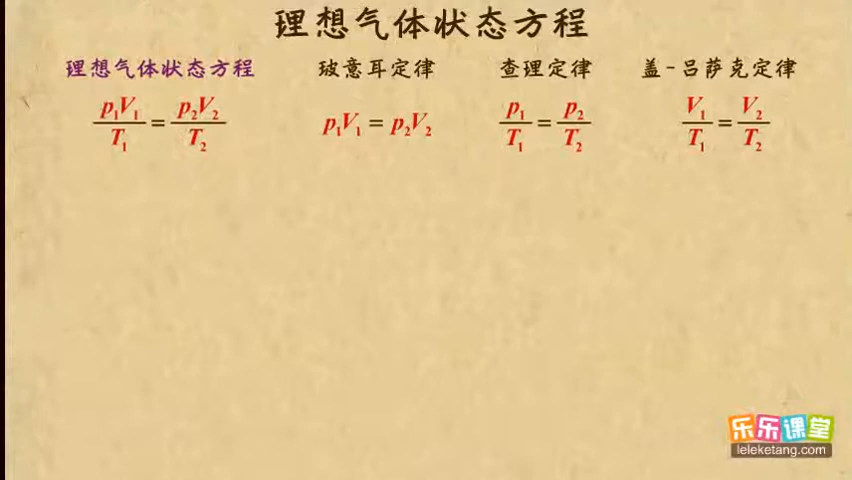 理想气体状态方程
理想气体状态方程 玻意耳定律 查理定律 盖-吕萨克定律
p₁V₁/T₁ = p₂V₂/T₂ p₁V₁ = p₂V₂ p₁/T₁ = p₂/T₂ V₁/T₁ = V₂/T₂
乐乐课堂
leleketang.com